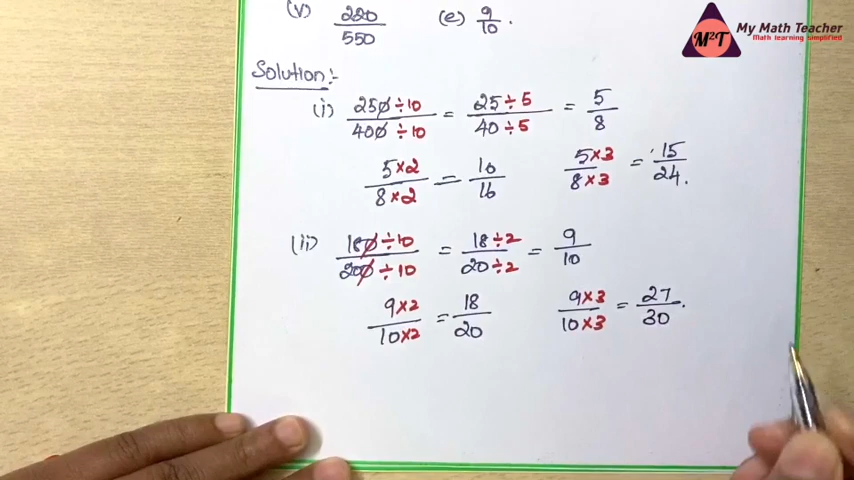 (v) 220/550 (e) 9/10.
M²T My Math Teacher
Math learning simplified
Solution:-
(i) 250÷10/400÷10 = 25÷5/40÷5 = 5/8
5×2/8×2 = 10/16 5×3/8×3 = 15/24.
(ii) 180÷10/200÷10 = 18÷2/20÷2 = 9/10
9×2/10×2 = 18/20 9×3/10×3 = 27/30.